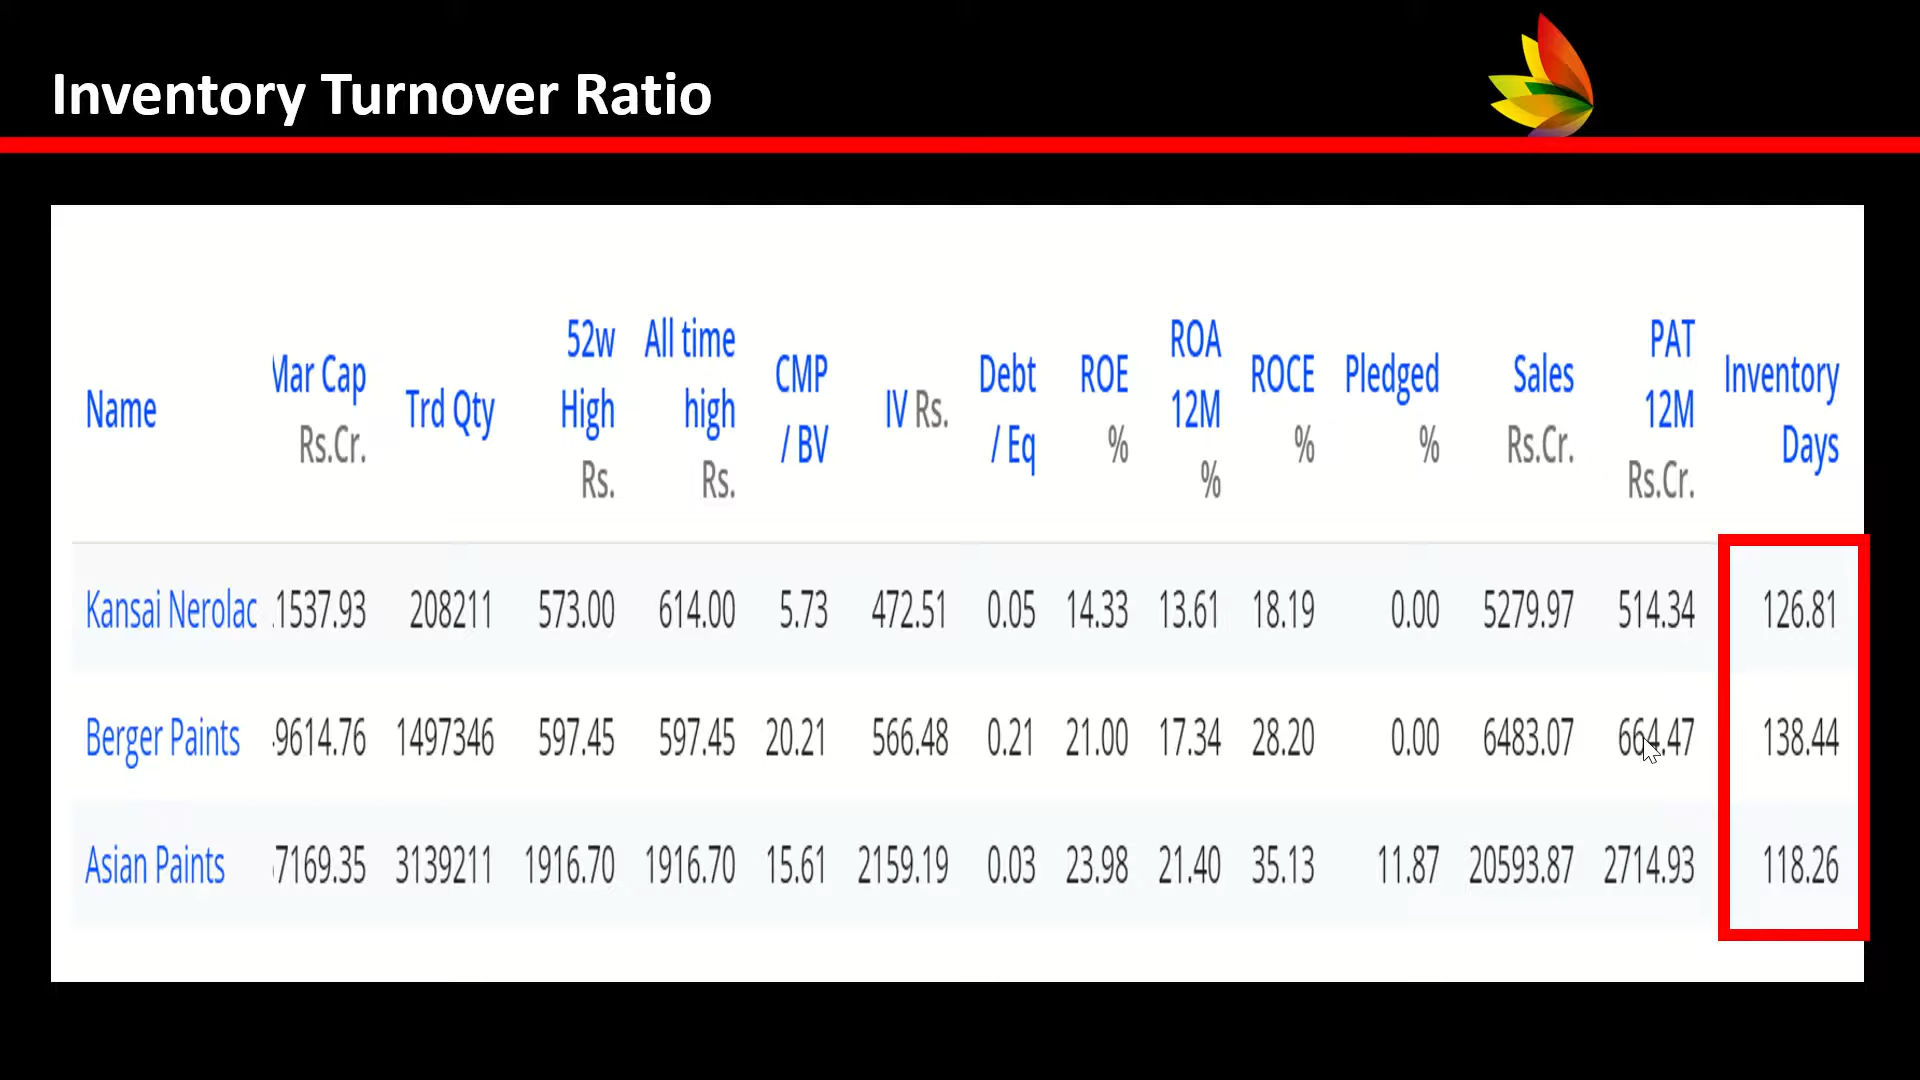 Inventory Turnover Ratio
Name Mar Cap Rs.Cr. Trd Qty 52w High Rs. All time high Rs. CMP / BV IV Rs. Debt / Eq ROE % ROA 12M % ROCE % Pledged % Sales Rs.Cr. PAT 12M Rs.Cr. Inventory Days
Kansai Nerolac 1537.93 208211 573.00 614.00 5.73 472.51 0.05 14.33 13.61 18.19 0.00 5279.97 514.34 126.81
Berger Paints 9614.76 1497346 597.45 597.45 20.21 566.48 0.21 21.00 17.34 28.20 0.00 6483.07 664.47 138.44
Asian Paints 7169.35 3139211 1916.70 1916.70 15.61 2159.19 0.03 23.98 21.40 35.13 11.87 20593.87 2714.93 118.26